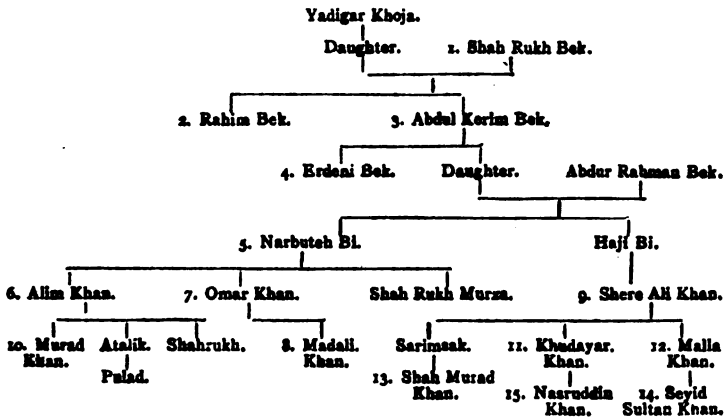 Yadigar Khoja.
Daughter. 1. Shah Rukh Bek.
2. Rahim Bek. 3. Abdul Kerim Bek.
4. Erdeni Bek. Daughter. Abdur Rahman Bek.
5. Narbuteh Bi. Haji Bi.
6. Alim Khan. 7. Omar Khan. Shah Rukh Murza. 9. Shere Ali Khan.
10. Murad Atalik. Shahrukh. 8. Madali. Sarimsak. 11. Khudayar. 12. Malla
Khan. Khan. Khan. Khan.
Pulad. 13. Shah Murad 15. Nasruddin 14. Seyid
Khan. Khan. Sultan Khan.